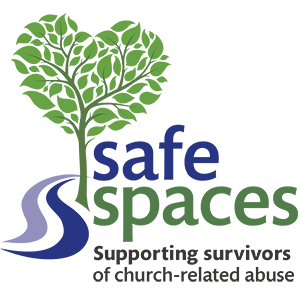 safe
spaces
Supporting survivors
of church-related abuse